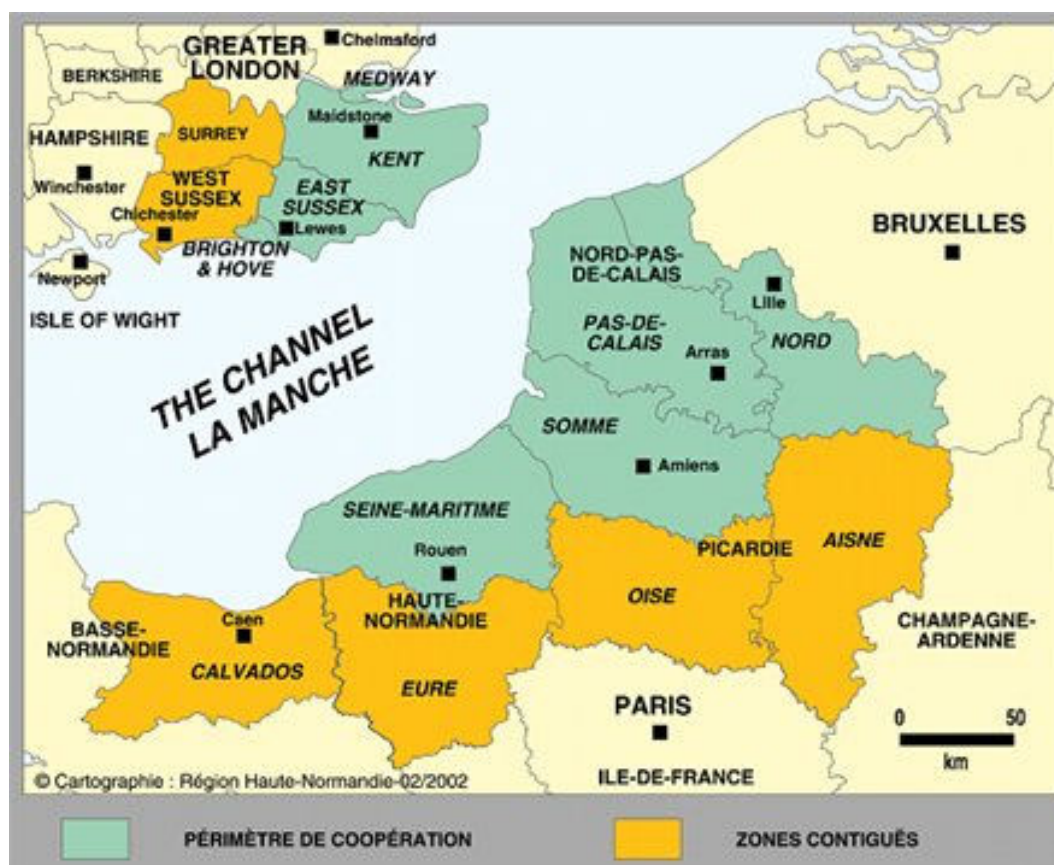 GREATER
LONDON
Chelmsford
BERKSHIRE
MEDWAY
Maidstone
HAMPSHIRE
SURREY
KENT
Winchester
WEST
SUSSEX
EAST
SUSSEX
Chichester
Lewes
BRIGHTON
& HOVE
Newport
ISLE OF WIGHT
BRUXELLES
NORD-PAS-
DE-CALAIS
Lille
PAS-DE-
CALAIS
NORD
Arras
THE CHANNEL
LA MANCHE
SOMME
Amiens
SEINE-MARITIME
Rouen
PICARDIE
AISNE
OISE
HAUTE-
NORMANDIE
Caen
BASSE-
NORMANDIE
CALVADOS
EURE
CHAMPAGNE-
ARDENNE
PARIS
0 50
km
ILE-DE-FRANCE
© Cartographie : Région Haute-Normandie-02/2002
PÉRIMÈTRE DE COOPÉRATION
ZONES CONTIGUËS